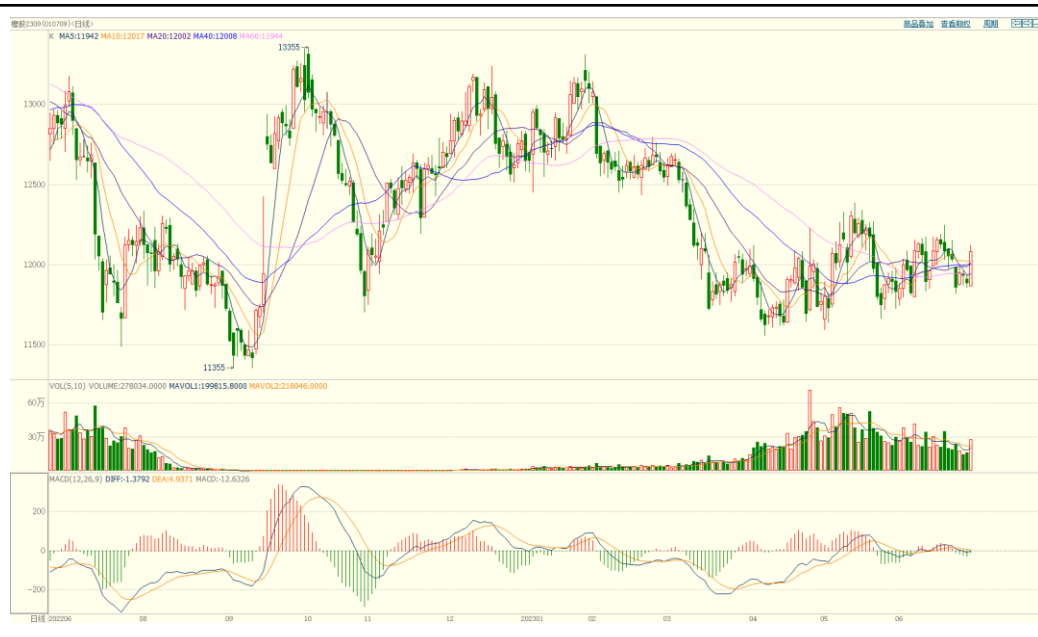 橡胶2309(010709)<日线> 商品叠加 查看期权 周期
K MA5:11942 MA10:12017 MA20:12002 MA40:12008 MA60:11944
13355
13000
12500
12000
11500
11355
VOL(5,10) VOLUME:278034.0000 MAVOL1:199815.8000 MAVOL2:218046.0000
60万
30万
MACD(12,26,9) DIFF:-1.3792 DEA:4.9371 MACD:-12.6326
200
0
-200
日线 202206 08 09 10 11 12 202301 02 03 04 05 06